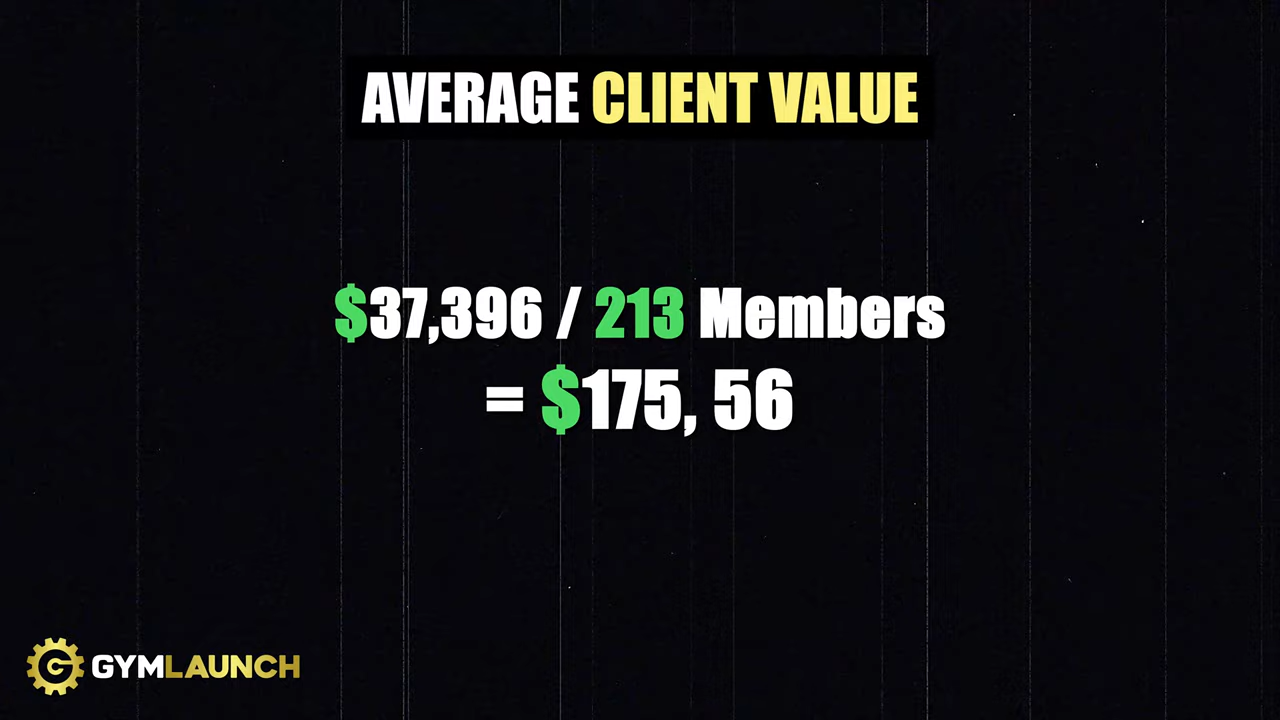 AVERAGE CLIENT VALUE
$37,396 / 213 Members
= $175, 56
GYMLAUNCH